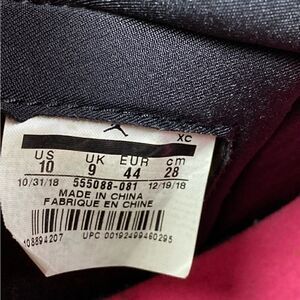 XC
US UK EUR cm
10 9 44 28
10/31/18 555088-081 12/19/18
MADE IN CHINA
FABRIQUE EN CHINE
108894207 UPC 00192499460295